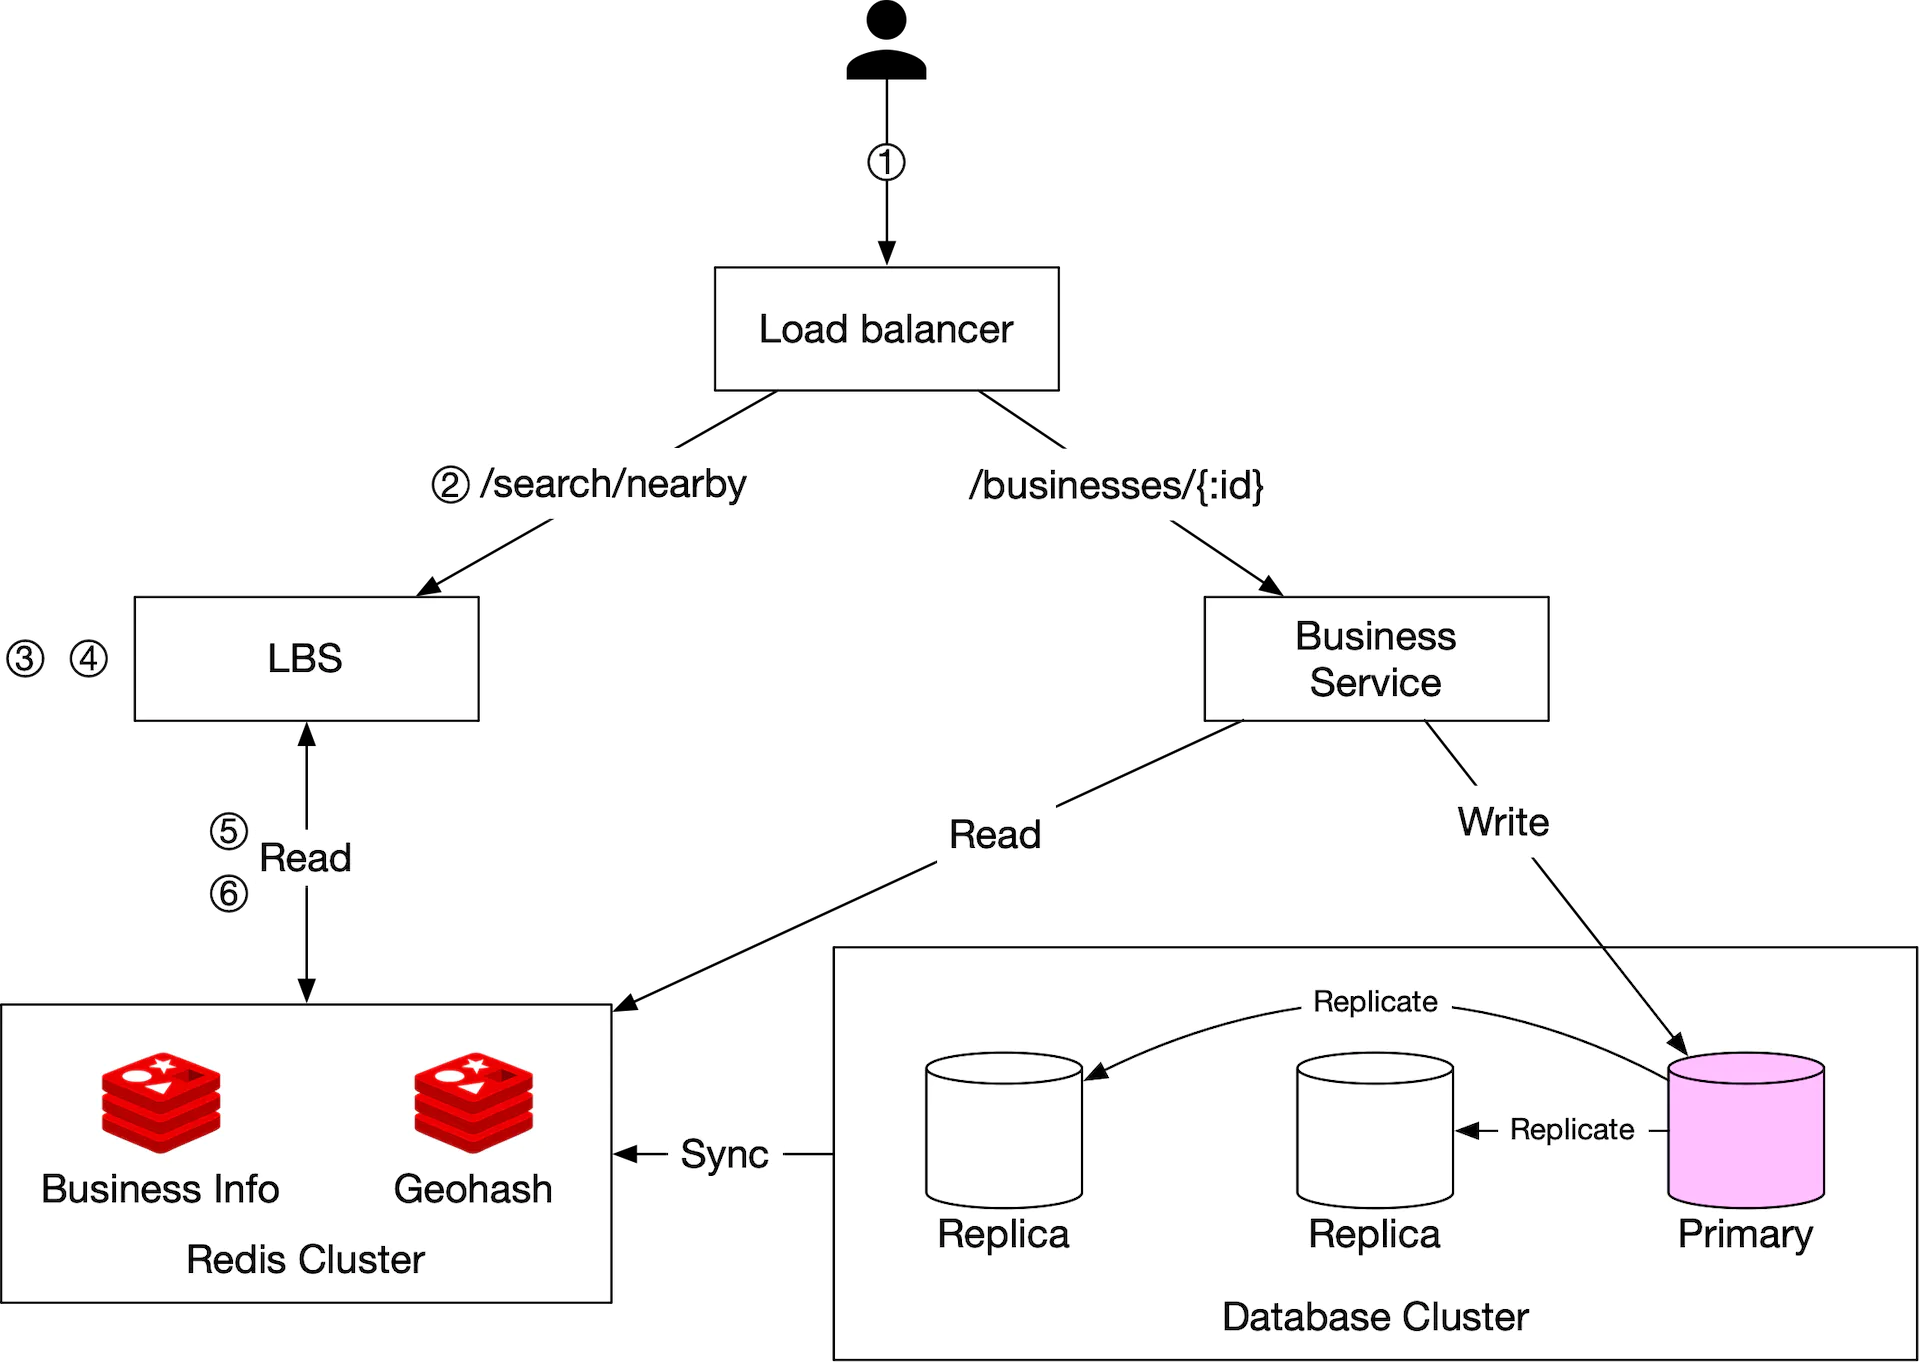 ①
Load balancer
② /search/nearby
/businesses/{:id}
③ ④
LBS
Business
Service
⑤
Read
⑥
Read
Write
Replicate
Replicate
Sync
Business Info
Geohash
Redis Cluster
Replica
Replica
Primary
Database Cluster